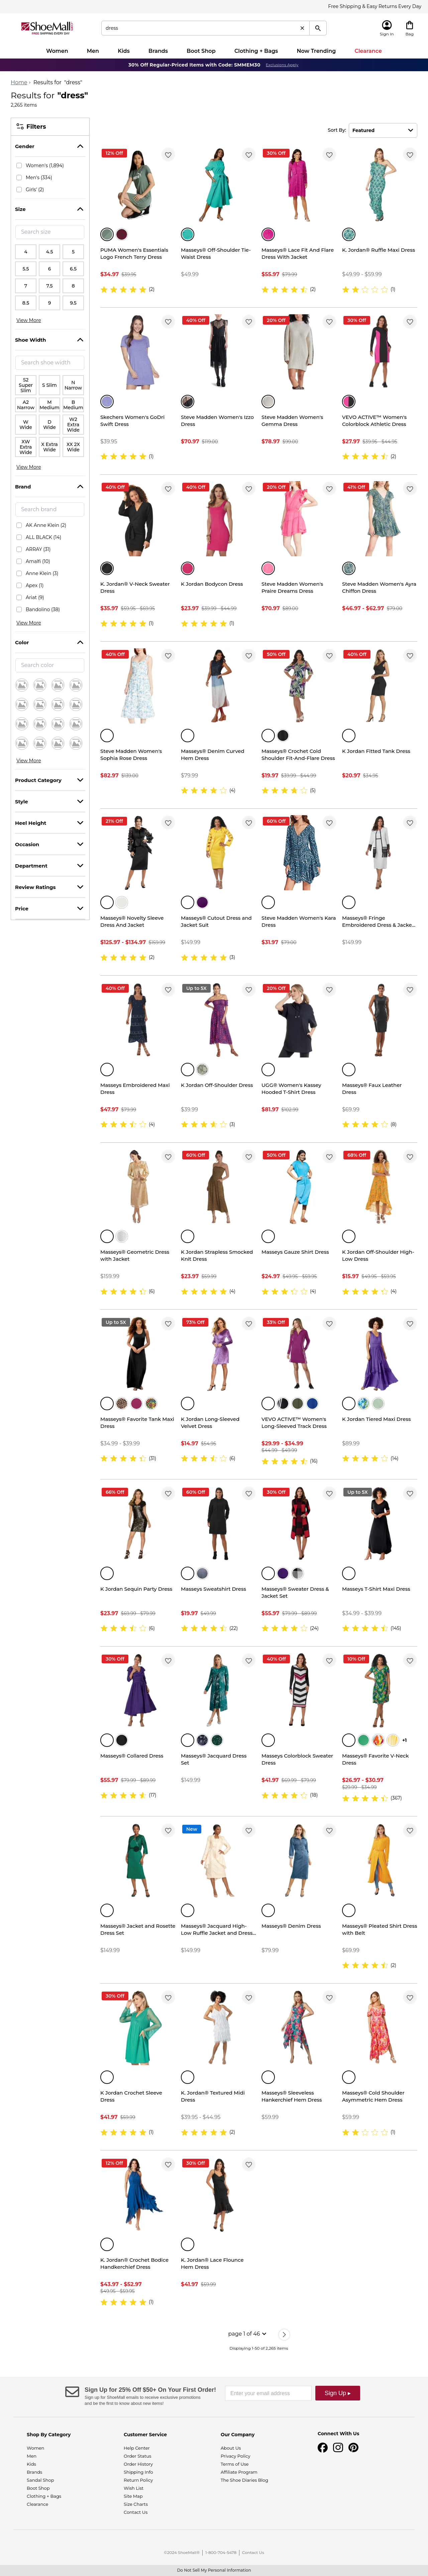 Free Shipping & Easy Returns Every Day
ShoeMall
FREE SHIPPING EVERY DAY
dress
Sign In
Bag
Women Men Kids Brands Boot Shop Clothing + Bags Now Trending Clearance
30% Off Regular-Priced Items with Code: SMMEM30 Exclusions Apply
Home - Results for "dress"
Results for "dress"
2,265 items
Filters
Sort By: Featured
Gender
Women's (1,894)
Men's (334)
Girls' (2)
Size
Search size
4 4.5 5
5.5 6 6.5
7 7.5 8
8.5 9 9.5
View More
Shoe Width
Search shoe width
S2 Super Slim
S Slim
N Narrow
A2 Narrow
M Medium
B Medium
W Wide
D Wide
W2 Extra Wide
XW Extra Wide
X Extra Wide
XX 2X Wide
View More
Brand
Search brand
AK Anne Klein (2)
ALL BLACK (14)
ARRAY (31)
Amalfi (10)
Anne Klein (3)
Apex (1)
Ariat (9)
Bandolino (38)
View More
Color
Search color
View More
Product Category
Style
Heel Height
Occasion
Department
Review Ratings
Price
12% Off
PUMA Women's Essentials Logo French Terry Dress
$34.97 $39.95
(2)
Masseys® Off-Shoulder Tie-Waist Dress
$49.99
30% Off
Masseys® Lace Fit And Flare Dress With Jacket
$55.97 $79.99
(2)
K. Jordan® Ruffle Maxi Dress
$49.99 - $59.99
(1)
Skechers Women's GoDri Swift Dress
$39.95
(1)
40% Off
Steve Madden Women's Izzo Dress
$70.97 $119.00
20% Off
Steve Madden Women's Gemma Dress
$78.97 $99.00
30% Off
VEVO ACTIVE™ Women's Colorblock Athletic Dress
$27.97 $39.95 - $44.95
(2)
40% Off
K. Jordan® V-Neck Sweater Dress
$35.97 $59.95 - $69.95
(1)
40% Off
K Jordan Bodycon Dress
$23.97 $39.99 - $44.99
(1)
20% Off
Steve Madden Women's Praire Dreams Dress
$70.97 $89.00
41% Off
Steve Madden Women's Ayra Chiffon Dress
$46.97 - $62.97 $79.00
40% Off
Steve Madden Women's Sophia Rose Dress
$82.97 $139.00
Masseys® Denim Curved Hem Dress
$79.99
(4)
50% Off
Masseys® Crochet Cold Shoulder Fit-And-Flare Dress
$19.97 $39.99 - $44.99
(5)
40% Off
K Jordan Fitted Tank Dress
$20.97 $34.95
21% Off
Masseys® Novelty Sleeve Dress And Jacket
$125.97 - $134.97 $159.99
(2)
Masseys® Cutout Dress and Jacket Suit
$149.99
(3)
60% Off
Steve Madden Women's Kara Dress
$31.97 $79.00
Masseys® Fringe Embroidered Dress & Jacke...
$149.99
40% Off
Masseys Embroidered Maxi Dress
$47.97 $79.99
(4)
Up to 5X
K Jordan Off-Shoulder Dress
$39.99
(3)
20% Off
UGG® Women's Kassey Hooded T-Shirt Dress
$81.97 $102.99
Masseys® Faux Leather Dress
$69.99
(8)
Masseys® Geometric Dress with Jacket
$159.99
(6)
60% Off
K Jordan Strapless Smocked Knit Dress
$23.97 $59.99
(4)
50% Off
Masseys Gauze Shirt Dress
$24.97 $49.95 - $59.95
(4)
68% Off
K Jordan Off-Shoulder High-Low Dress
$15.97 $49.95 - $59.95
(4)
Up to 5X
Masseys® Favorite Tank Maxi Dress
$34.99 - $39.99
(31)
73% Off
K Jordan Long-Sleeved Velvet Dress
$14.97 $54.95
(6)
33% Off
VEVO ACTIVE™ Women's Long-Sleeved Track Dress
$29.99 - $34.99
$44.99 - $49.99
(16)
K Jordan Tiered Maxi Dress
$89.99
(14)
66% Off
K Jordan Sequin Party Dress
$23.97 $69.99 - $79.99
(6)
60% Off
Masseys Sweatshirt Dress
$19.97 $49.99
(22)
30% Off
Masseys® Sweater Dress & Jacket Set
$55.97 $79.99 - $89.99
(24)
Up to 5X
Masseys T-Shirt Maxi Dress
$34.99 - $39.99
(145)
30% Off
Masseys® Collared Dress
$55.97 $79.99 - $89.99
(17)
Masseys® Jacquard Dress Set
$149.99
40% Off
Masseys Colorblock Sweater Dress
$41.97 $69.99 - $79.99
(18)
10% Off
+1
Masseys® Favorite V-Neck Dress
$26.97 - $30.97
$29.99 - $34.99
(367)
Masseys® Jacket and Rosette Dress Set
$149.99
New
Masseys® Jacquard High-Low Ruffle Jacket and Dress...
$149.99
Masseys® Denim Dress
$79.99
Masseys® Pleated Shirt Dress with Belt
$69.99
(2)
30% Off
K Jordan Crochet Sleeve Dress
$41.97 $59.99
(1)
K. Jordan® Textured Midi Dress
$39.95 - $44.95
(2)
Masseys® Sleeveless Hankerchief Hem Dress
$59.99
Masseys® Cold Shoulder Asymmetric Hem Dress
$59.99
(1)
12% Off
K. Jordan® Crochet Bodice Handkerchief Dress
$43.97 - $52.97
$49.95 - $59.95
(1)
30% Off
K. Jordan® Lace Flounce Hem Dress
$41.97 $59.99
page 1 of 46
Displaying 1-50 of 2,265 items
Sign Up for 25% Off $50+ On Your First Order!
Sign up for ShoeMall emails to receive exclusive promotions
and be the first to know about new items!
Enter your email address
Sign Up ▸
Shop By Category
Women
Men
Kids
Brands
Sandal Shop
Boot Shop
Clothing + Bags
Clearance
Customer Service
Help Center
Order Status
Order History
Shipping Info
Return Policy
Wish List
Site Map
Size Charts
Contact Us
Our Company
About Us
Privacy Policy
Terms of Use
Affiliate Program
The Shoe Diaries Blog
Connect With Us
©2024 ShoeMall® | 1-800-704-5478 | Contact Us
Do Not Sell My Personal Information